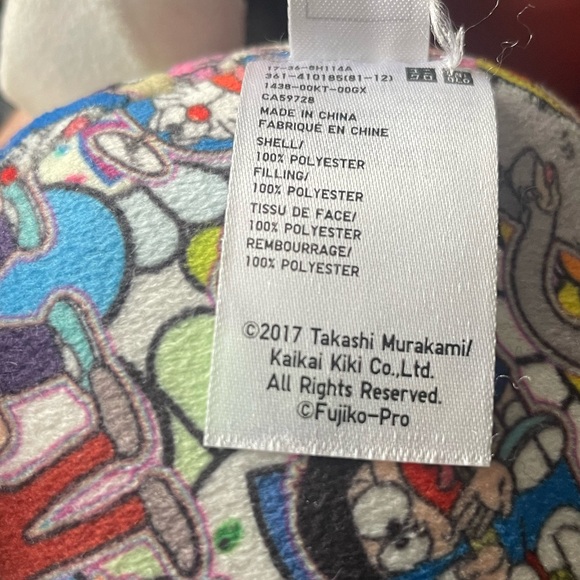 17-36-8H114A
361-410185(81-12)
1438-00KT-00GX
CA59728
MADE IN CHINA
FABRIQUÉ EN CHINE
SHELL/
100% POLYESTER
FILLING/
100% POLYESTER
TISSU DE FACE/
100% POLYESTER
REMBOURRAGE/
100% POLYESTER
©2017 Takashi Murakami/
Kaikai Kiki Co.,Ltd.
All Rights Reserved.
©Fujiko-Pro